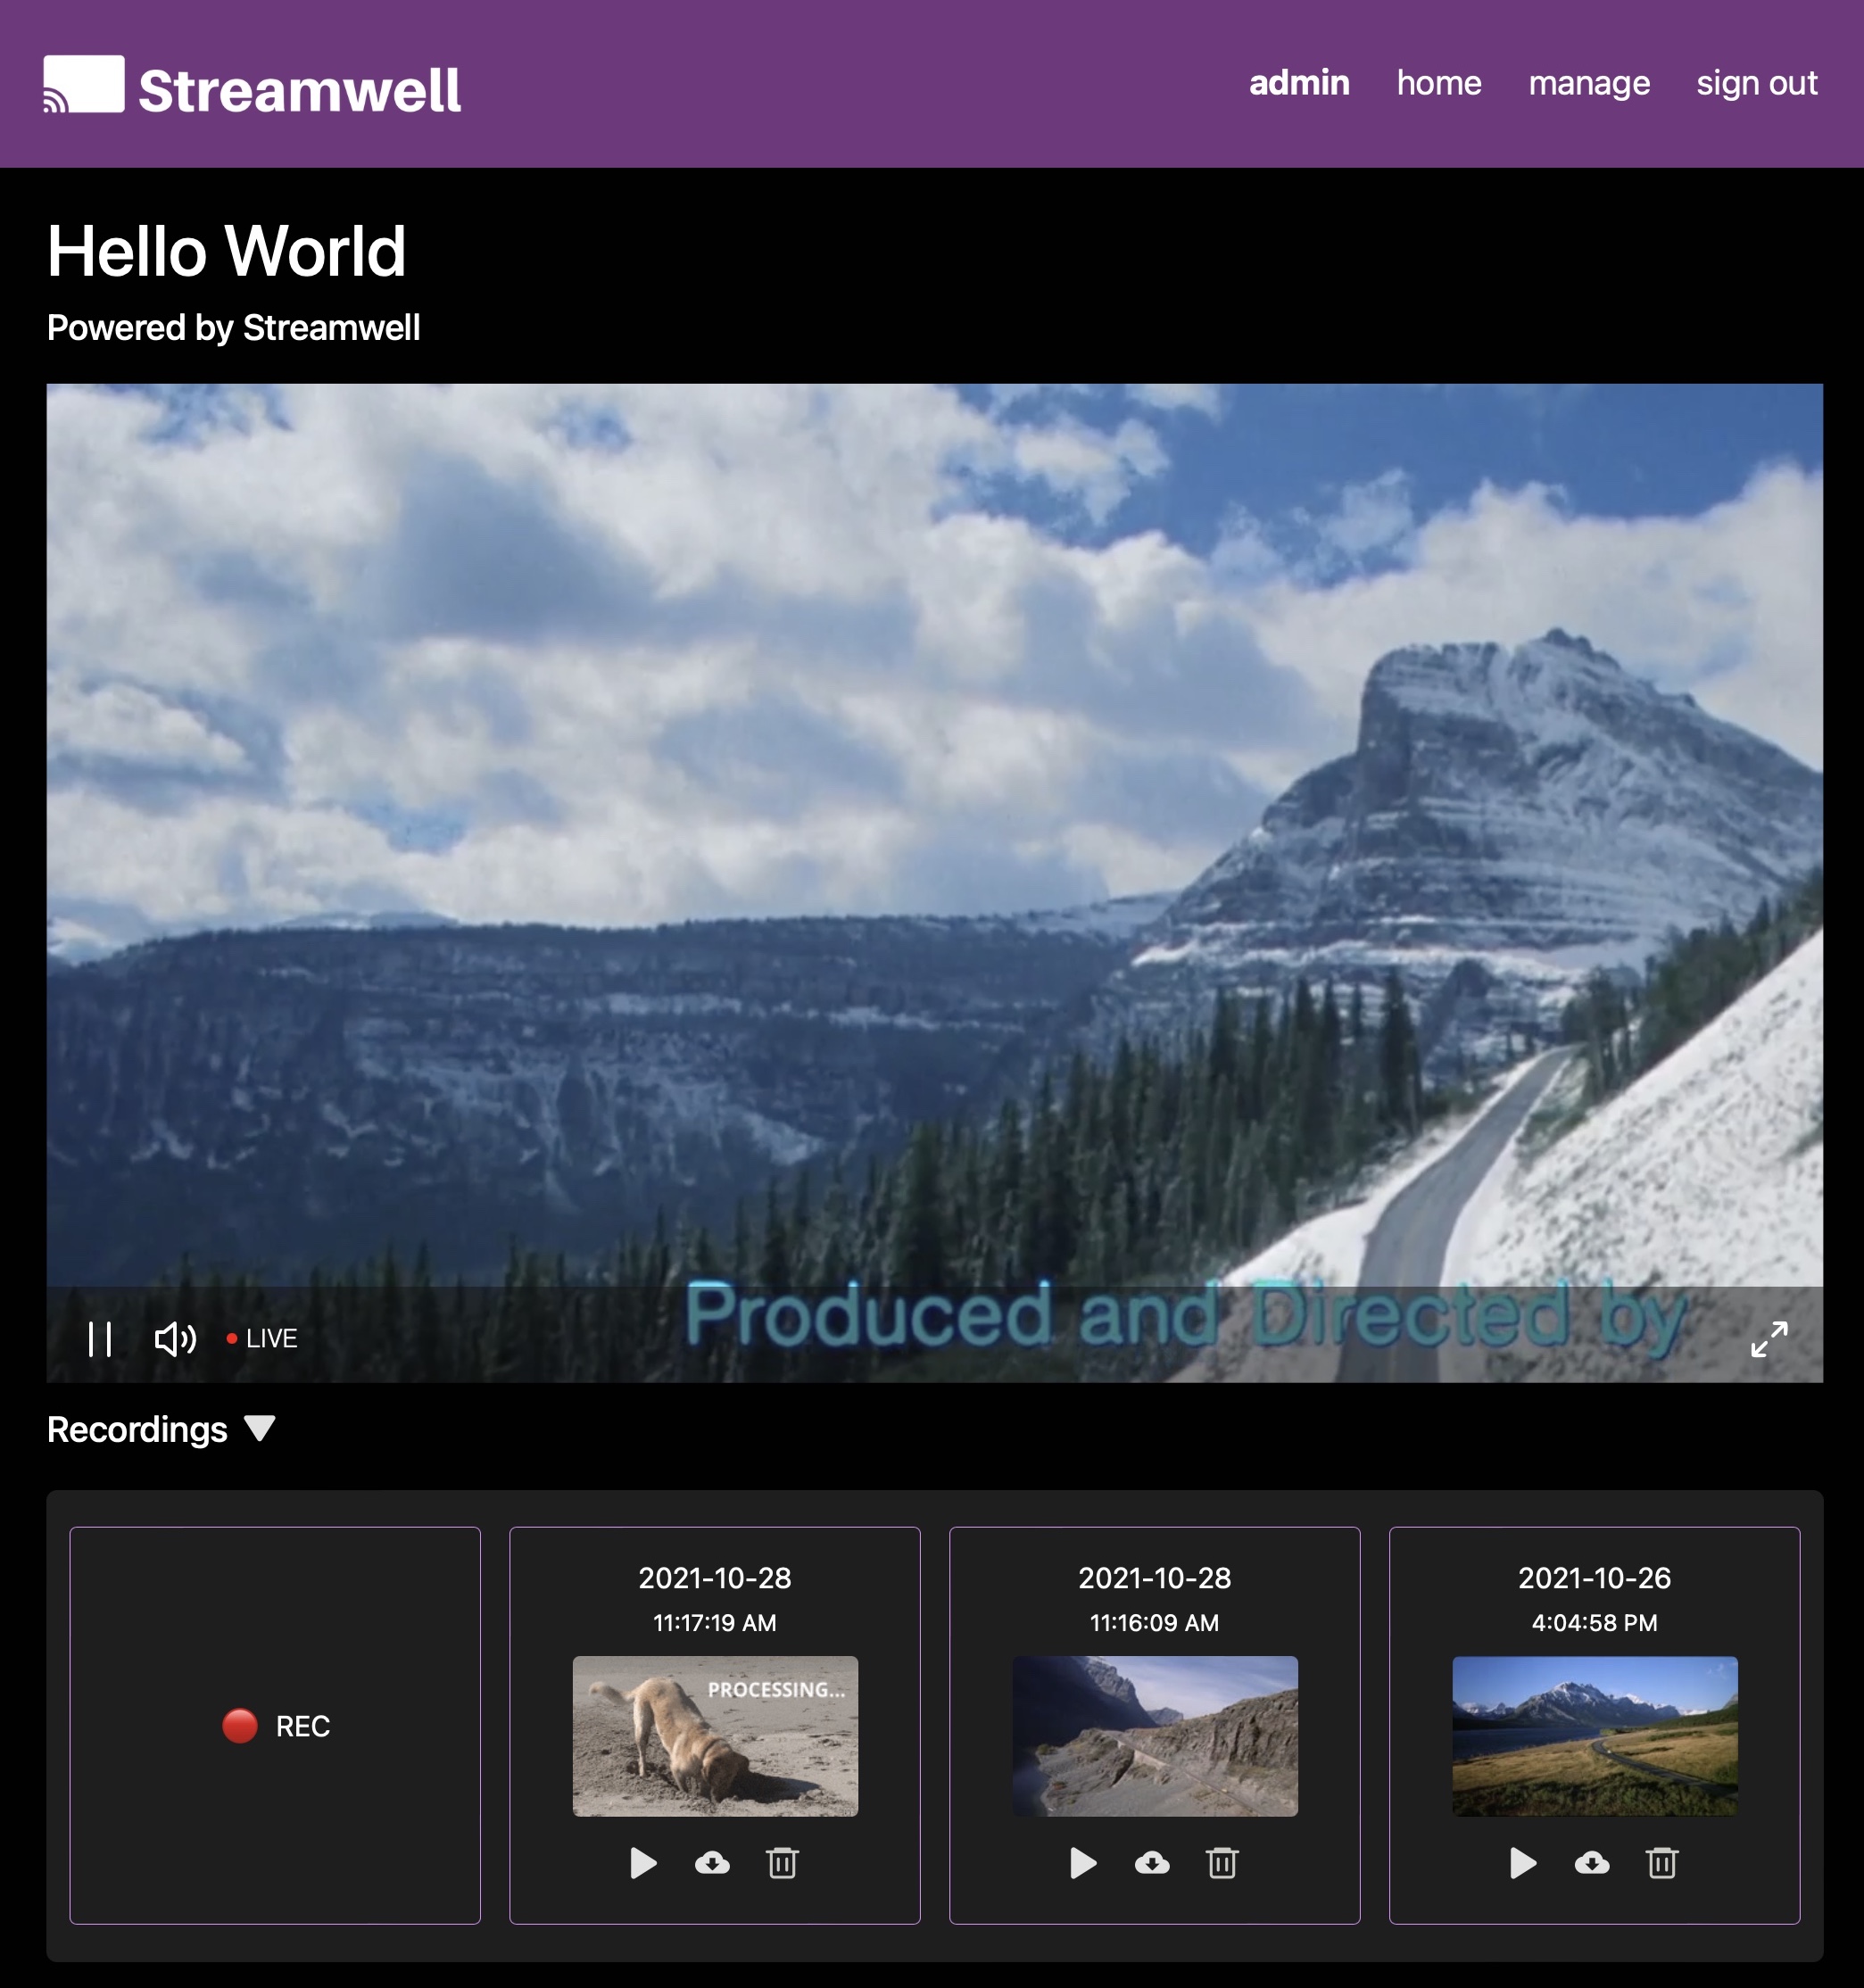 Streamwell
admin home manage sign out
Hello World
Powered by Streamwell
Produced and Directed by
LIVE
Recordings
REC
2021-10-28
11:17:19 AM
PROCESSING...
2021-10-28
11:16:09 AM
2021-10-26
4:04:58 PM